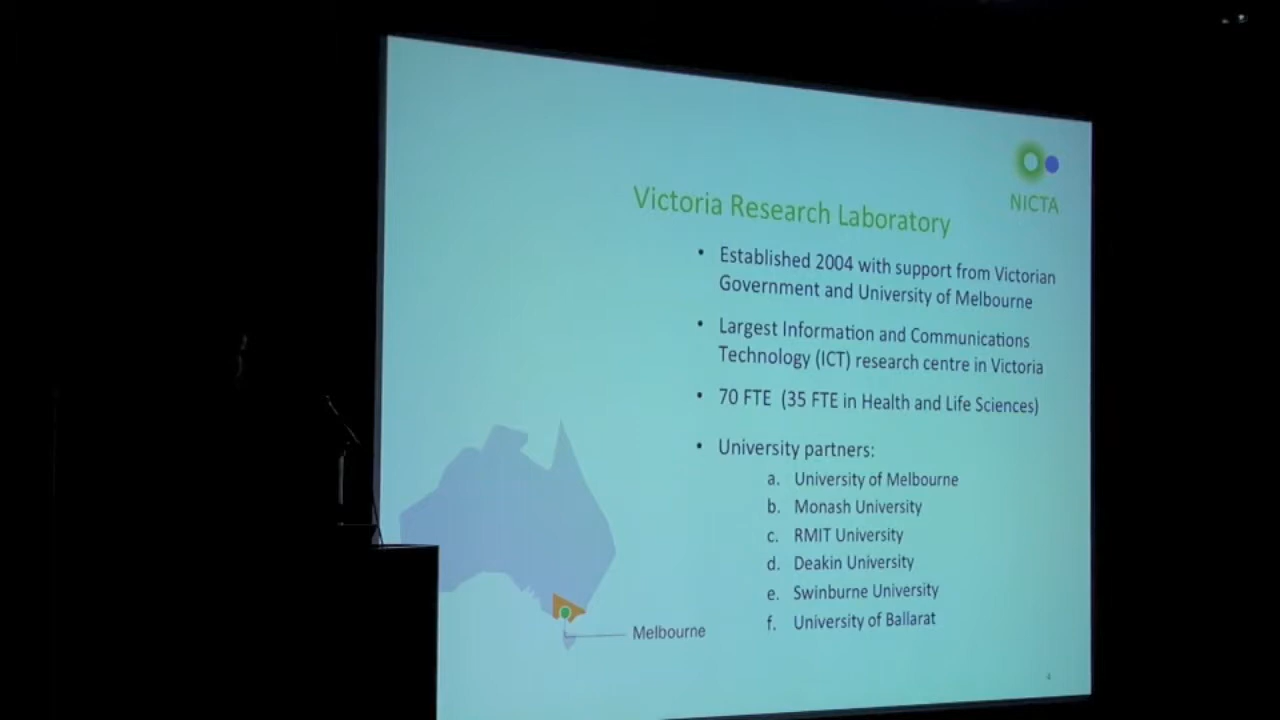 NICTA
Victoria Research Laboratory
• Established 2004 with support from Victorian
Government and University of Melbourne
• Largest Information and Communications
Technology (ICT) research centre in Victoria
• 70 FTE (35 FTE in Health and Life Sciences)
• University partners:
a. University of Melbourne
b. Monash University
c. RMIT University
d. Deakin University
e. Swinburne University
f. University of Ballarat
Melbourne
4